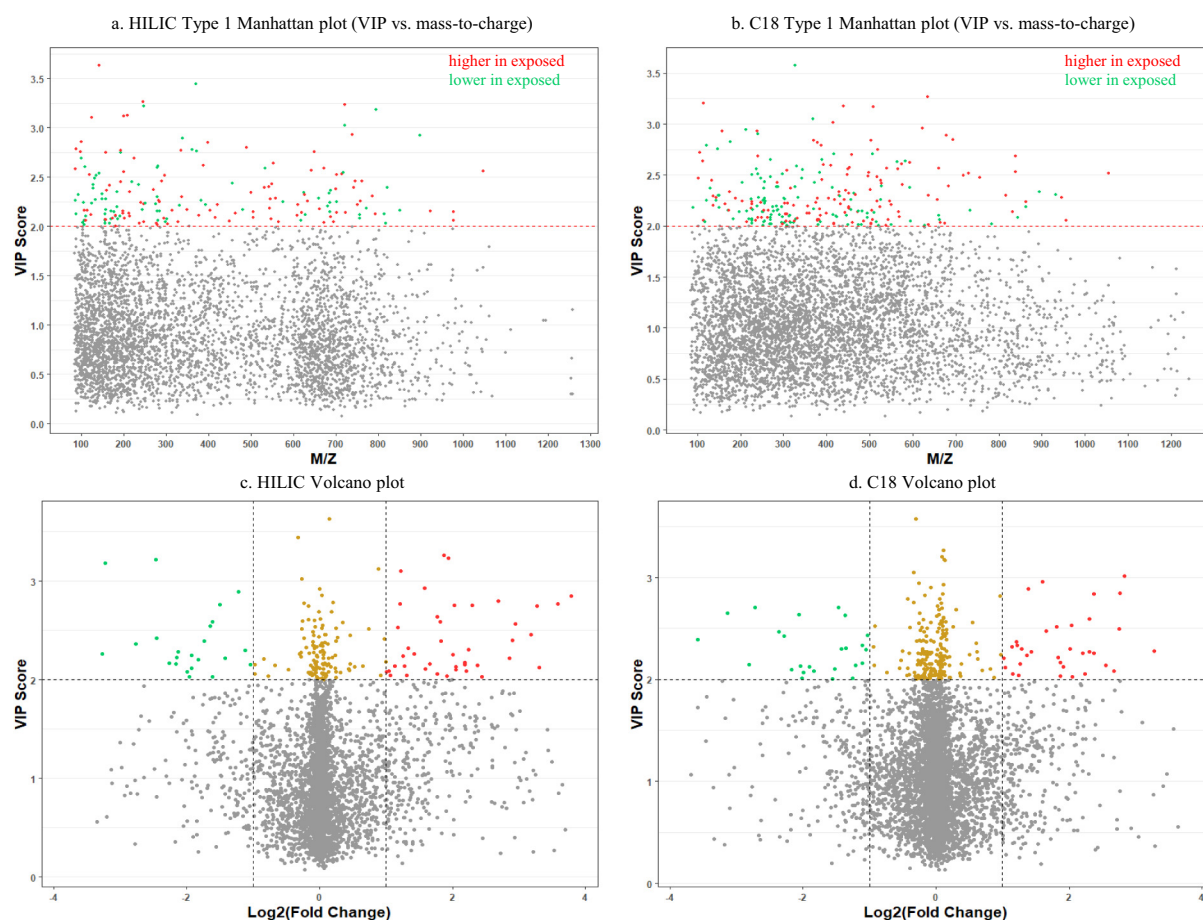 a. HILIC Type 1 Manhattan plot (VIP vs. mass-to-charge)
b. C18 Type 1 Manhattan plot (VIP vs. mass-to-charge)
higher in exposed
lower in exposed
VIP Score
3.5
3.0
2.5
2.0
1.5
1.0
0.5
0.0
100 200 300 400 500 600 700 800 900 1000 1100 1200 1300
M/Z
higher in exposed
lower in exposed
VIP Score
3.5
3.0
2.5
2.0
1.5
1.0
0.5
0.0
100 200 300 400 500 600 700 800 900 1000 1100 1200
M/Z
c. HILIC Volcano plot
d. C18 Volcano plot
VIP Score
3
2
1
0
-4 -2 0 2 4
Log2(Fold Change)
VIP Score
3
2
1
0
-4 -2 0 2 4
Log2(Fold Change)